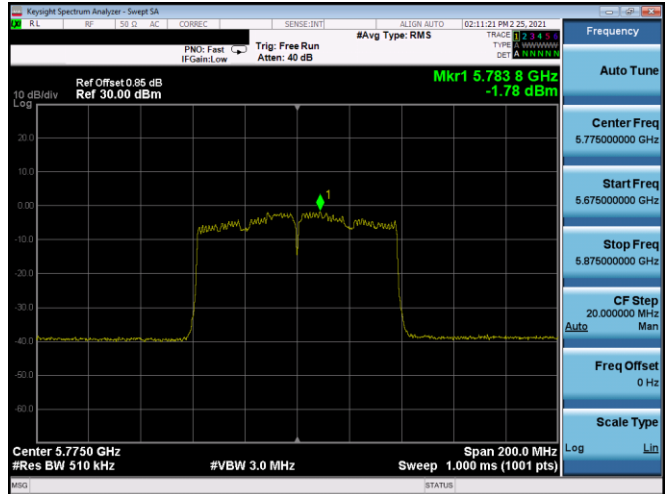 Keysight Spectrum Analyzer - Swept SA
RL RF 50 Ω AC CORREC SENSE:INT ALIGN AUTO 02:11:21 PM 2 25, 2021
#Avg Type: RMS
TRACE 1 2 3 4 5 6
TYPE A WWWWW
DET A N N N N N
PNO: Fast
IFGain:Low
Trig: Free Run
Atten: 40 dB
Ref Offset 0.85 dB
Ref 30.00 dBm
10 dB/div
Log
Mkr1 5.783 8 GHz
-1.78 dBm
20.0
10.0
0.00
-10.0
-20.0
-30.0
-40.0
-50.0
-60.0
1
Center 5.7750 GHz
#Res BW 510 kHz
#VBW 3.0 MHz
Span 200.0 MHz
Sweep 1.000 ms (1001 pts)
MSG
STATUS
Frequency
Auto Tune
Center Freq
5.775000000 GHz
Start Freq
5.675000000 GHz
Stop Freq
5.875000000 GHz
CF Step
20.000000 MHz
Auto Man
Freq Offset
0 Hz
Scale Type
Log Lin